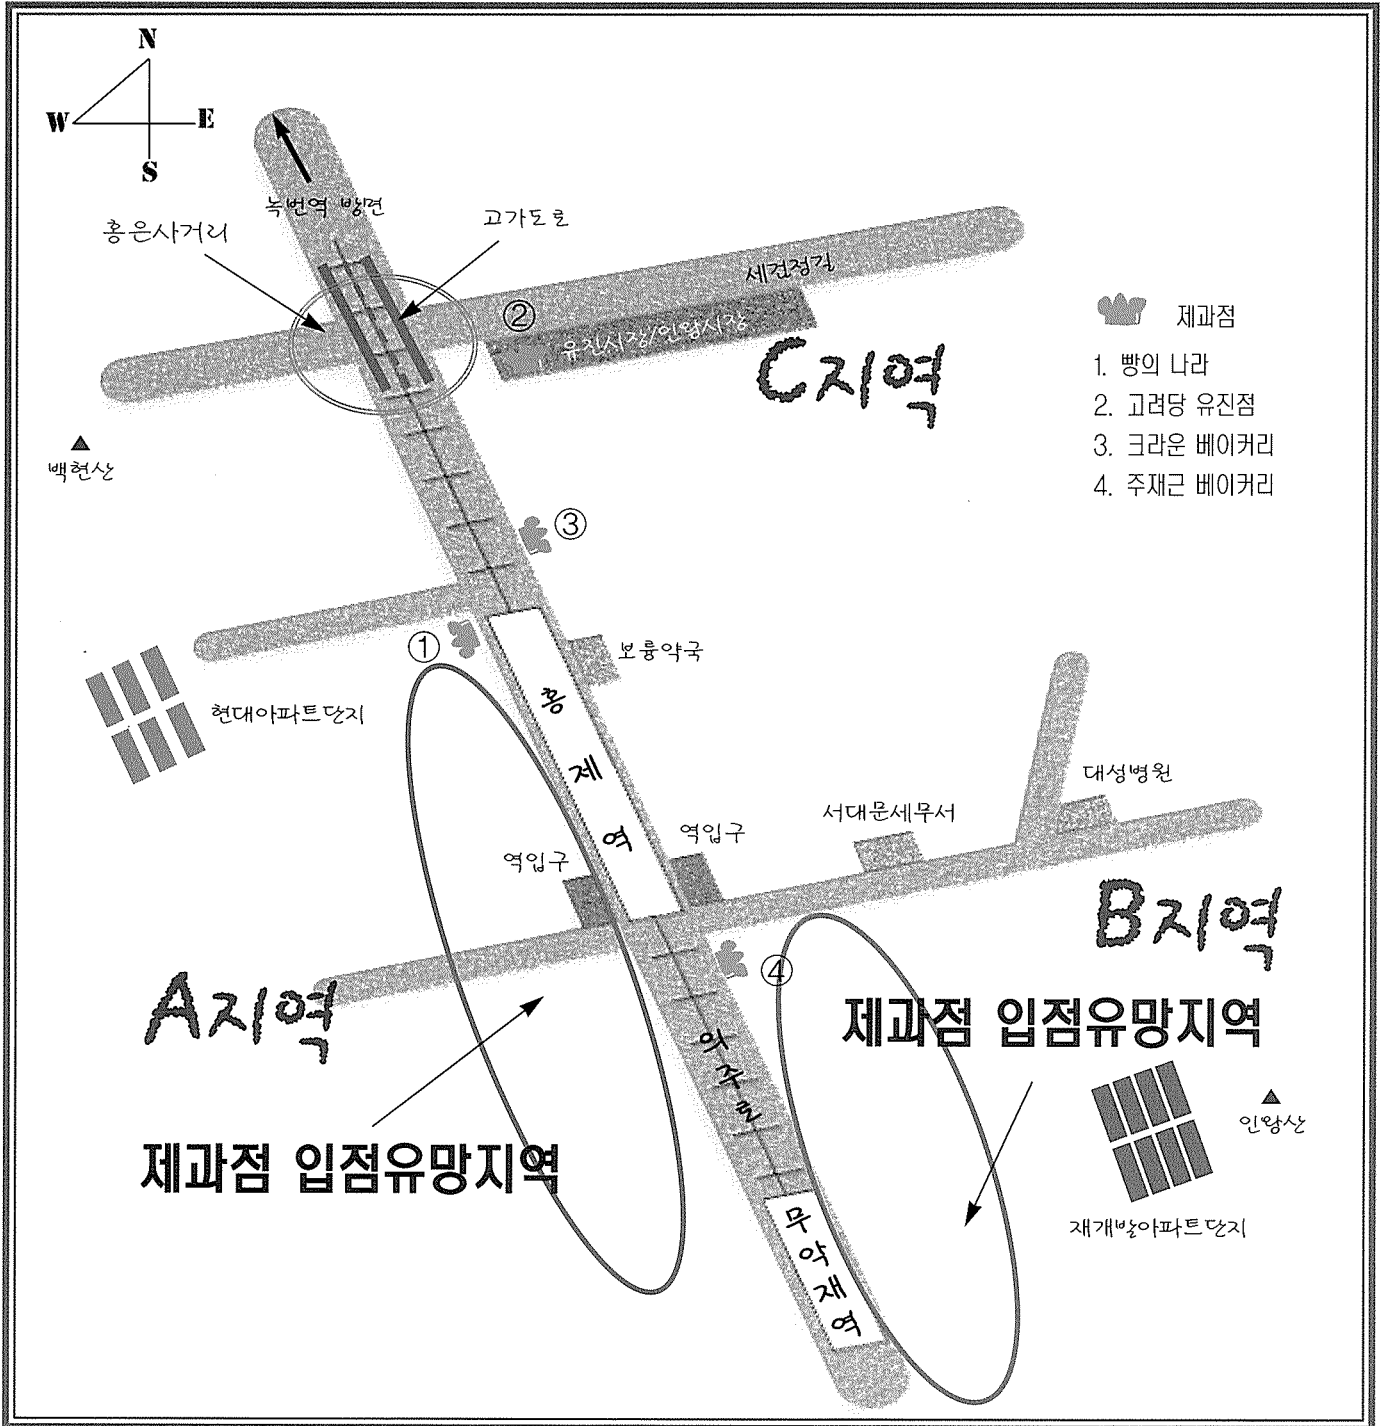 N
W
E
S
녹번역 방면
홍은사거리
고가도로
세검정길
②
유진시장/인왕시장
C지역
제과점
1. 빵의 나라
2. 고려당 유진점
3. 크라운 베이커리
4. 주재근 베이커리
백현산
③
①
보륭약국
현대아파트단지
홍제역
대성병원
서대문세무서
역입구
역입구
B지역
④
A지역
제과점 입점유망지역
의주로
인왕산
제과점 입점유망지역
재개발아파트단지
무악재역